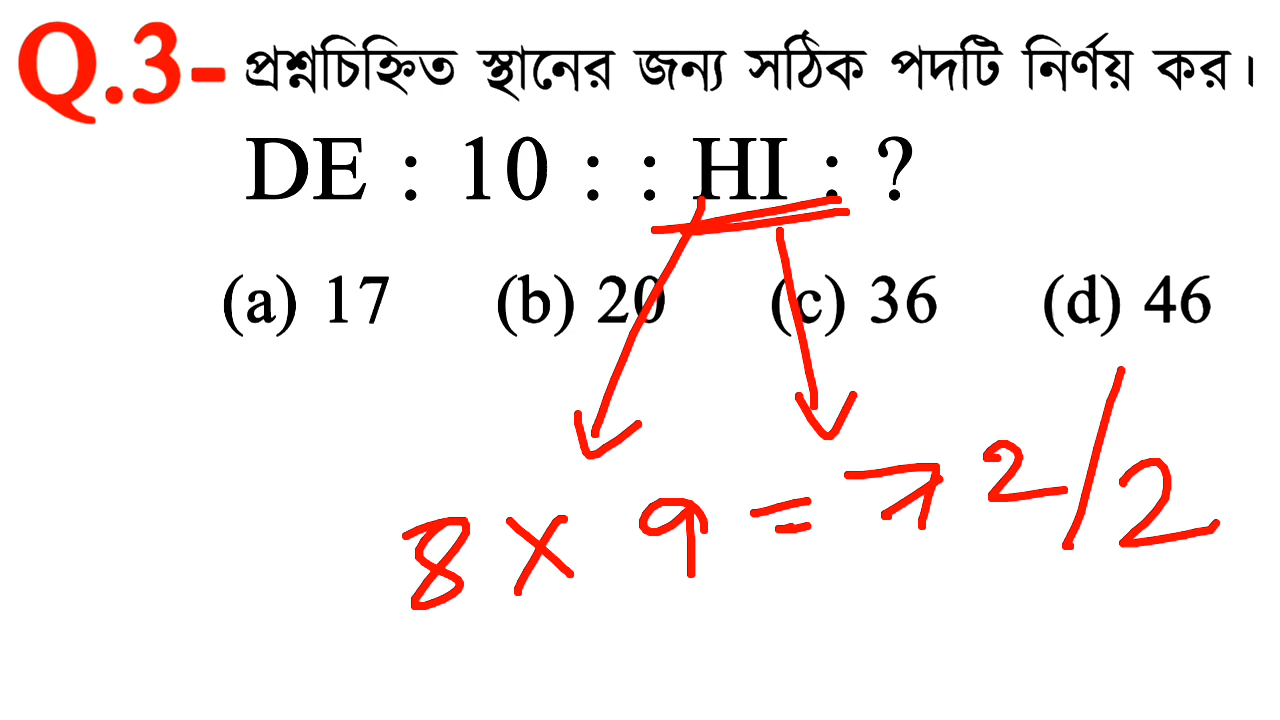 Q.3- প্রশ্নচিহ্নিত স্থানের জন্য সঠিক পদটি নির্ণয় কর।
DE : 10 : : HI : ?
(a) 17 (b) 20 (c) 36 (d) 46
8 x 9 = 72/2